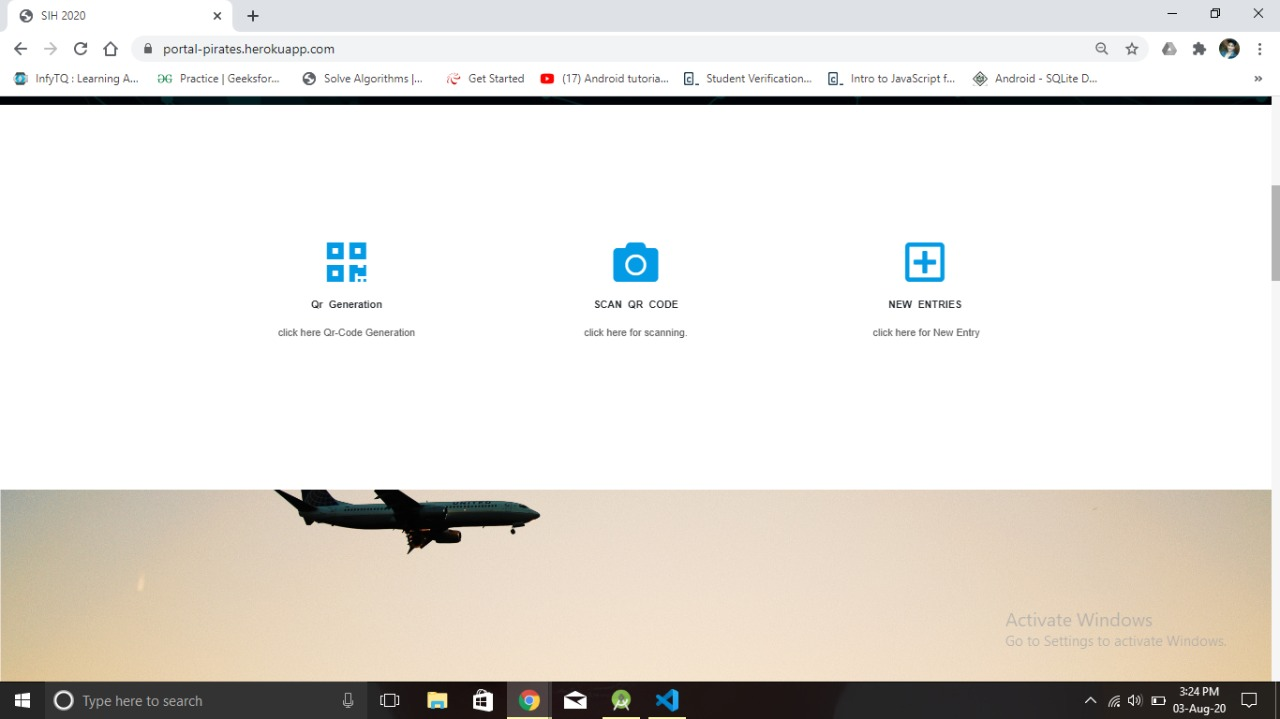 SIH 2020
portal-pirates.herokuapp.com
InfyTQ : Learning A...
Practice | Geeksfor...
Solve Algorithms |...
Get Started
(17) Android tutoria...
Student Verification...
Intro to JavaScript f...
Android - SQLite D...
Qr Generation
SCAN QR CODE
NEW ENTRIES
click here Qr-Code Generation
click here for scanning.
click here for New Entry
UNITED
Activate Windows
Go to Settings to activate Windows.
Type here to search
3:24 PM
03-Aug-20